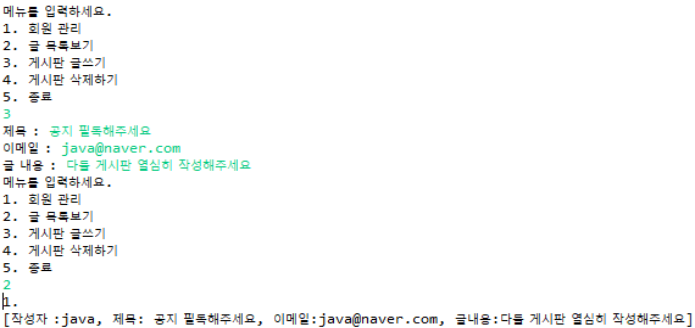 메뉴를 입력하세요.
1. 회원 관리
2. 글 목록보기
3. 게시판 글쓰기
4. 게시판 삭제하기
5. 종료
3
제목 : 공지 필독해주세요
이메일 : java@naver.com
글 내용 : 다들 게시판 열심히 작성해주세요
메뉴를 입력하세요.
1. 회원 관리
2. 글 목록보기
3. 게시판 글쓰기
4. 게시판 삭제하기
5. 종료
2
1.
[작성자 :java, 제목: 공지 필독해주세요, 이메일:java@naver.com, 글내용:다들 게시판 열심히 작성해주세요]